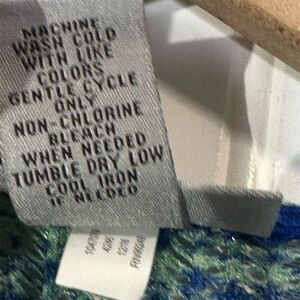 MACHINE
WASH COLD
WITH LIKE
COLORS
GENTLE CYCLE
ONLY
NON-CHLORINE
BLEACH
WHEN NEEDED
TUMBLE DRY LOW
COOL IRON
IF NEEDED